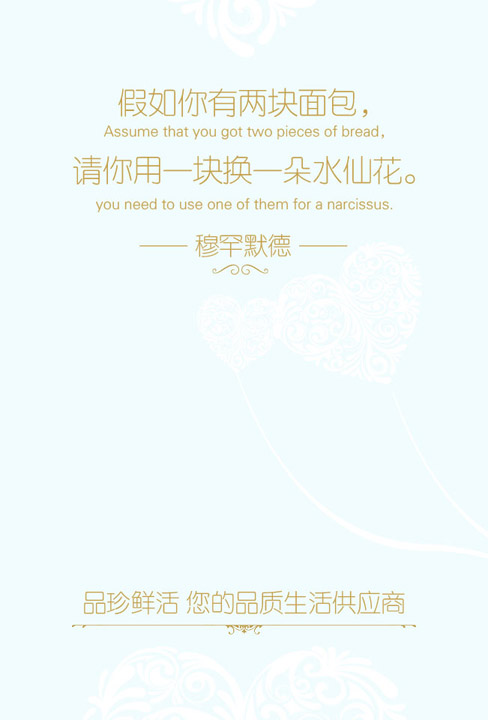 假如你有两块面包，
Assume that you got two pieces of bread,
请你用一块换一朵水仙花。
you need to use one of them for a narcissus.
穆罕默德
品珍鲜活 您的品质生活供应商